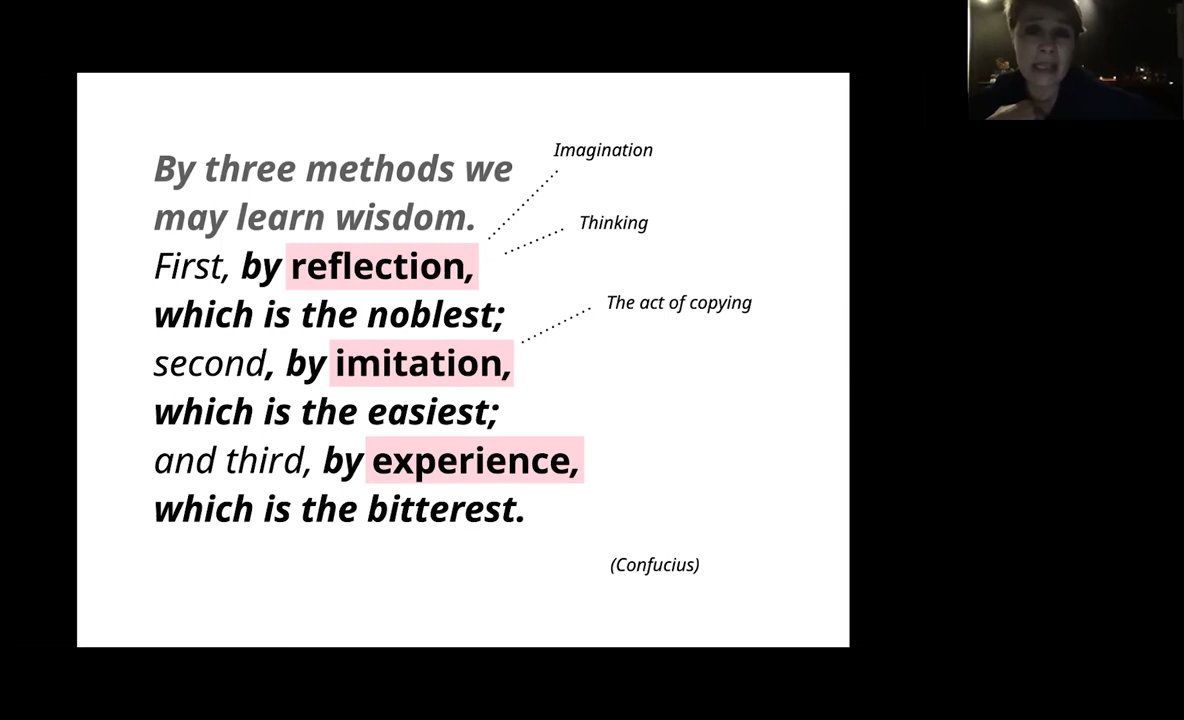 By three methods we
may learn wisdom.
First, by reflection,
which is the noblest;
second, by imitation,
which is the easiest;
and third, by experience,
which is the bitterest.
Imagination
Thinking
The act of copying
(Confucius)